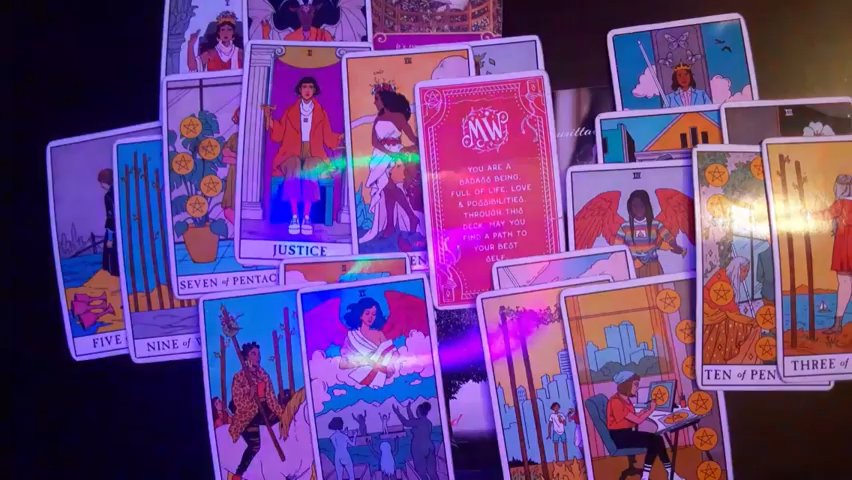 MW
YOU ARE A
BADASS BEING,
FULL OF LIFE, LOVE
& POSSIBILITIES.
THROUGH THIS
DECK, MAY YOU
FIND A PATH TO
YOUR BEST
SELF.
JUSTICE
SEVEN of PENTAC
FIVE
NINE of W
TEN of PEN
THREE of